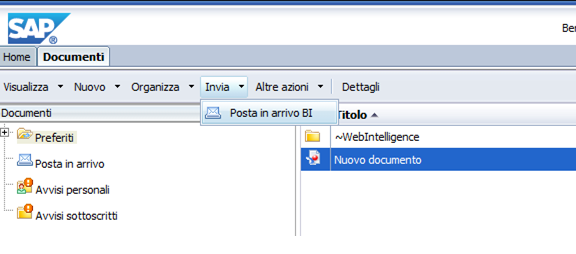 SAP®
Ben
Home Documenti
Visualizza Nuovo Organizza Invia Altre azioni Dettagli
Posta in arrivo BI
Documenti
Titolo
Preferiti
~WebIntelligence
Posta in arrivo
Nuovo documento
Avvisi personali
Avvisi sottoscritti